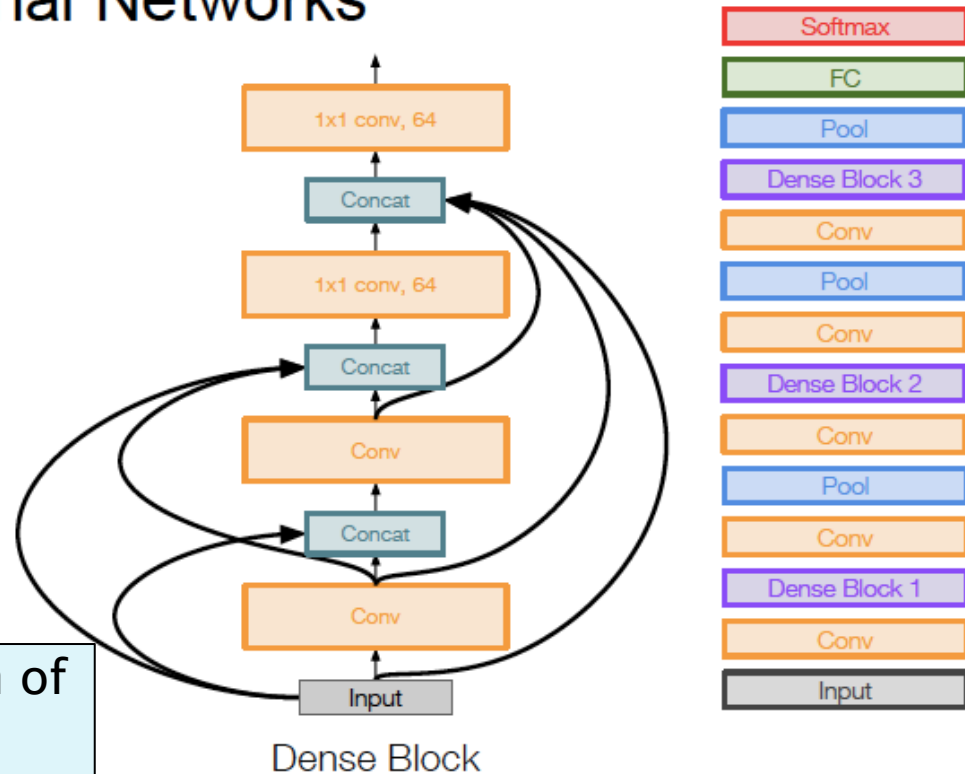 nal Networks
1x1 conv, 64
Concat
1x1 conv, 64
Concat
Conv
Concat
Conv
Input
Dense Block
of
Softmax
FC
Pool
Dense Block 3
Conv
Pool
Conv
Dense Block 2
Conv
Pool
Conv
Dense Block 1
Conv
Input